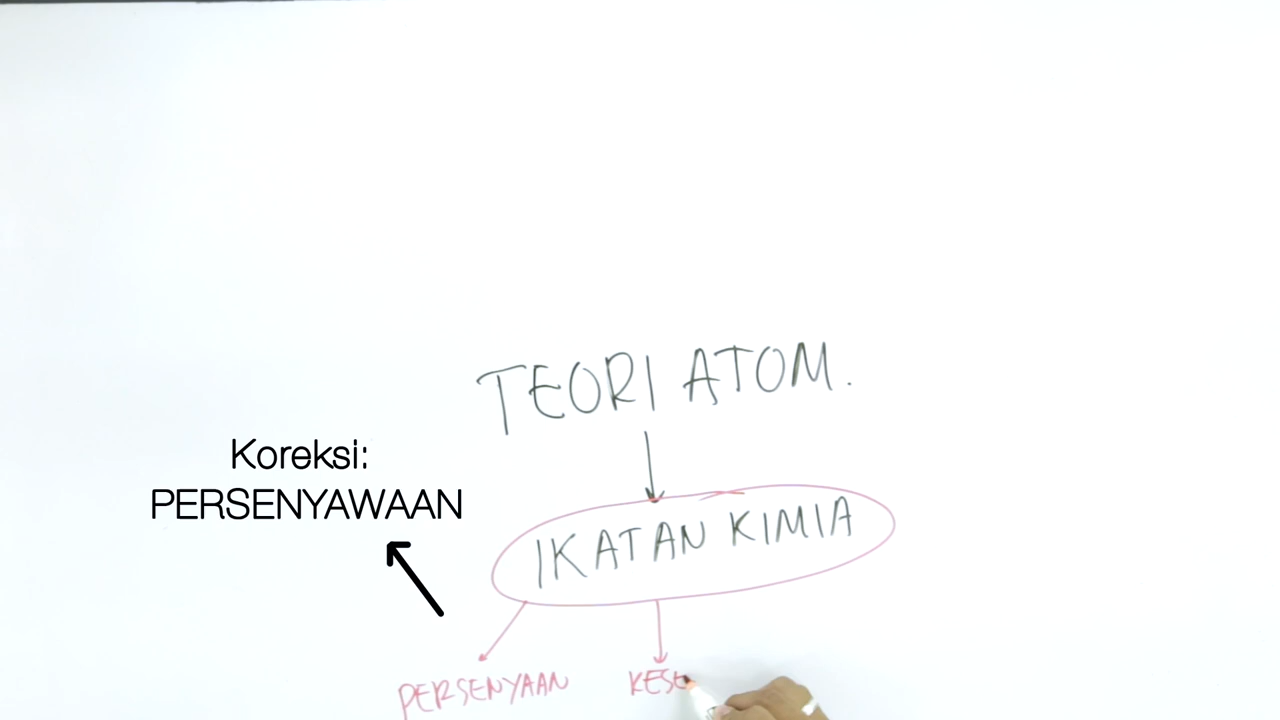 TEORI ATOM.
Koreksi:
PERSENYAWAAN
IKATAN KIMIA
PERSENYAAN KESE